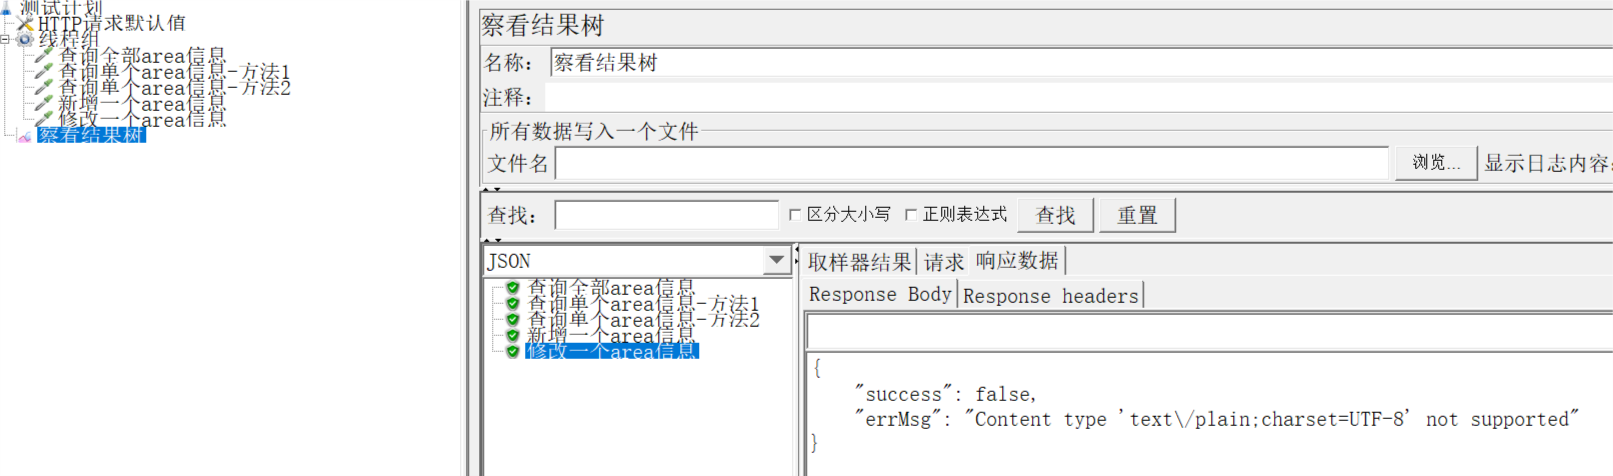 测试计划
HTTP请求默认值
线程组
查询全部area信息
查询单个area信息-方法1
查询单个area信息-方法2
新增一个area信息
修改一个area信息
察看结果树
察看结果树
名称： 察看结果树
注释：
所有数据写入一个文件
文件名 浏览... 显示日志内容：
查找： 区分大小写 正则表达式 查找 重置
JSON
查询全部area信息
查询单个area信息-方法1
查询单个area信息-方法2
新增一个area信息
修改一个area信息
取样器结果 请求 响应数据
Response Body Response headers
{
"success": false,
"errMsg": "Content type 'text\/plain;charset=UTF-8' not supported"
}